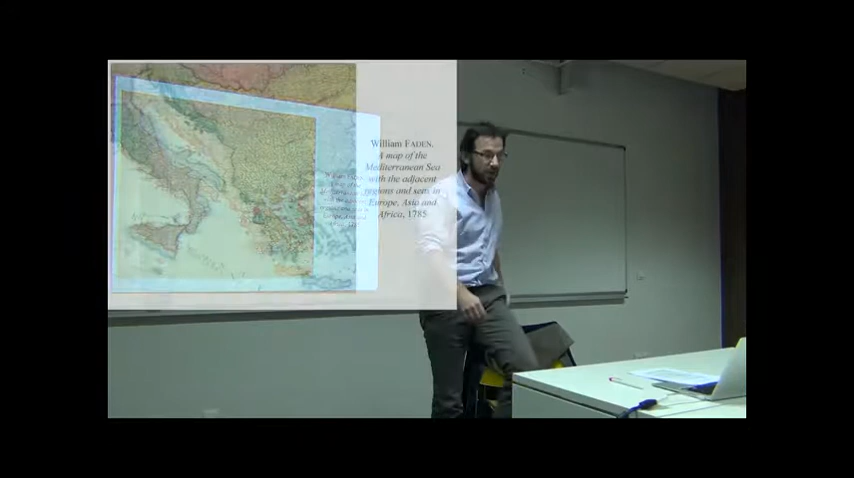 William FADEN,
A map of the
Mediterranean Sea
with the adjacent
regions and seas in
Europe, Asia and
Africa, 1785